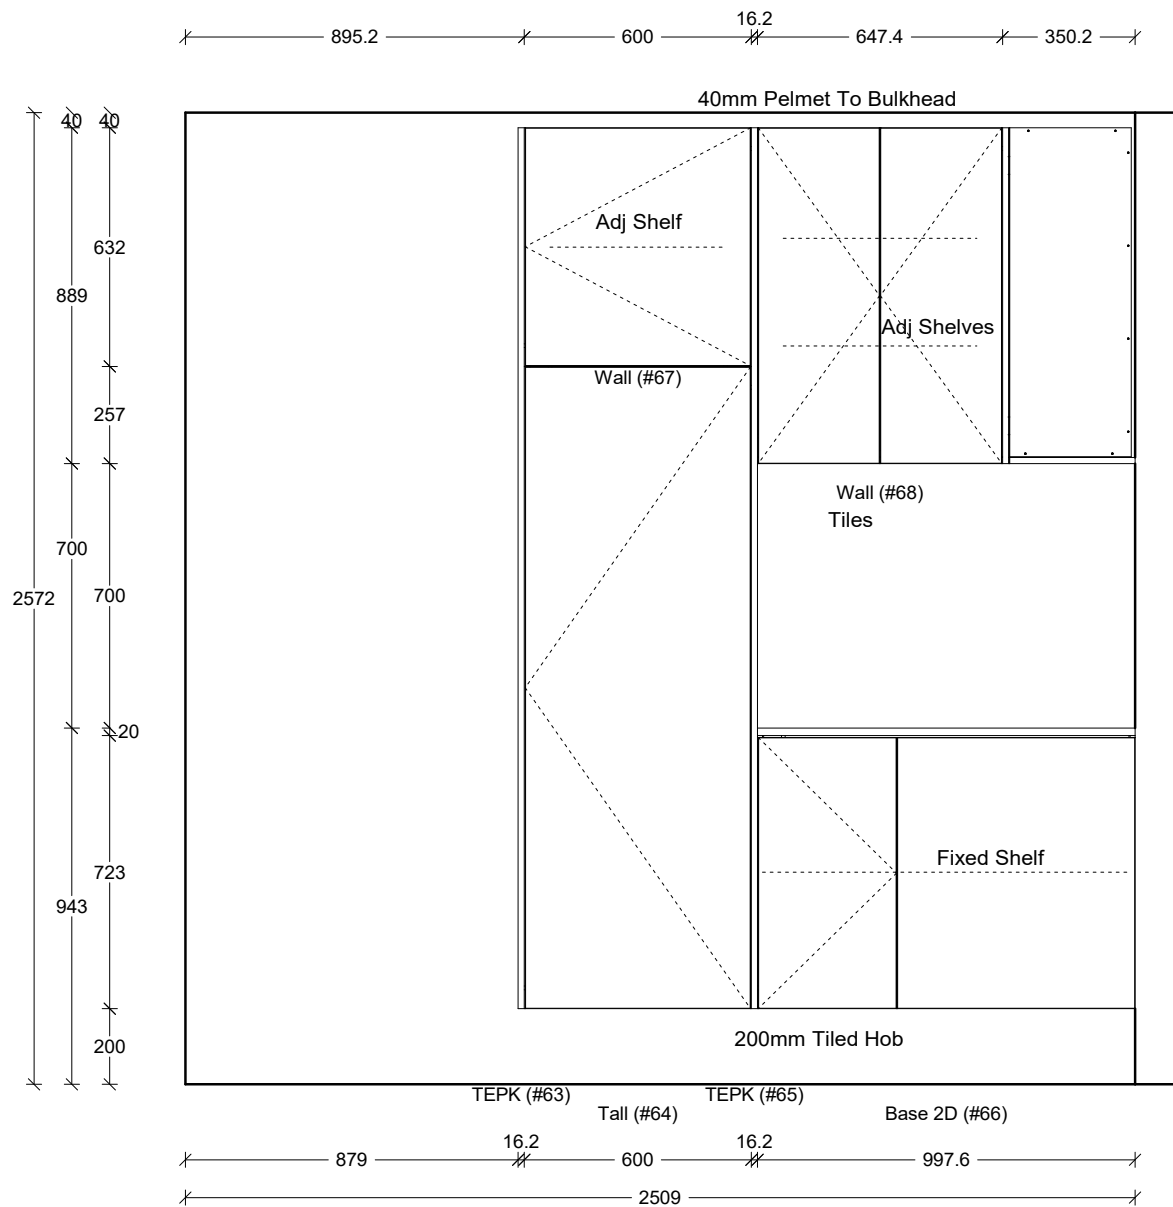 16.2
895.2
600
647.4
350.2
40mm Pelmet To Bulkhead
40
40
Adj Shelf
632
889
Adj Shelves
Wall (#67)
257
Wall (#68)
Tiles
700
700
2572
20
Fixed Shelf
723
943
200mm Tiled Hob
200
TEPK (#63)
TEPK (#65)
Tall (#64)
Base 2D (#66)
16.2
16.2
879
600
997.6
2509